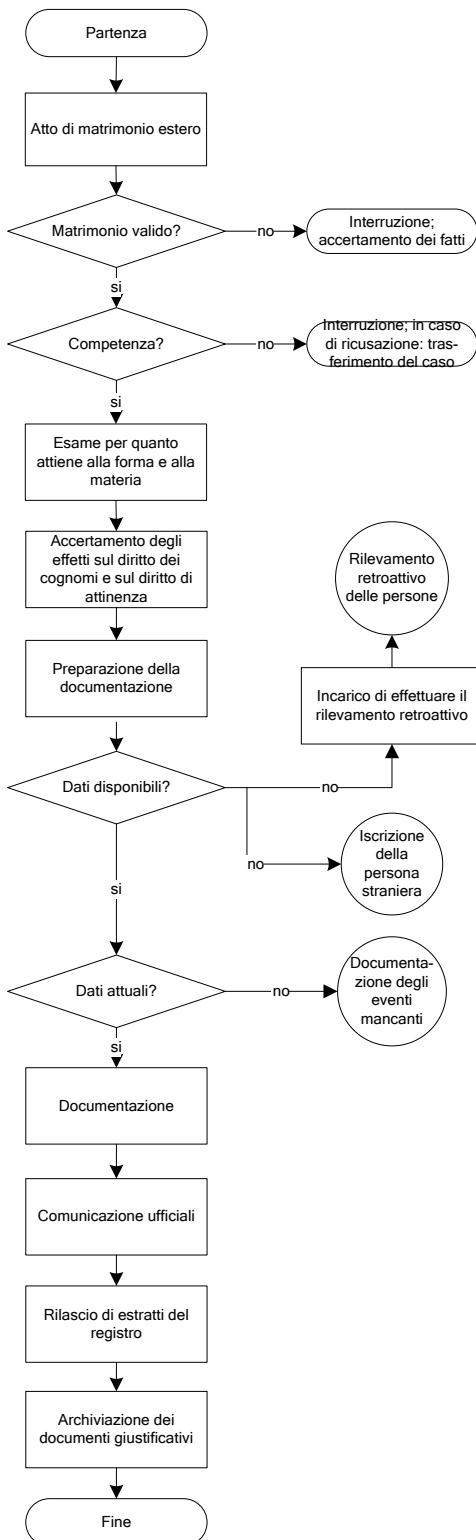 Partenza
Atto di matrimonio estero
Matrimonio valido?
no
Interruzione;
accertamento dei fatti
si
Competenza?
no
Interruzione; in caso
di ricusazione: tras-
ferimento del caso
si
Esame per quanto
attiene alla forma e alla
materia
Accertamento degli
effetti sul diritto dei
cognomi e sul diritto di
attinenza
Rilevamento
retroattivo
delle persone
Preparazione della
documentazione
Incarico di effettuare il
rilevamento retroattivo
Dati disponibili?
no
no
Iscrizione
della
persona
straniera
si
Dati attuali?
no
Documenta-
zione degli
eventi
mancanti
si
Documentazione
Comunicazione ufficiali
Rilascio di estratti del
registro
Archiviazione dei
documenti giustificativi
Fine